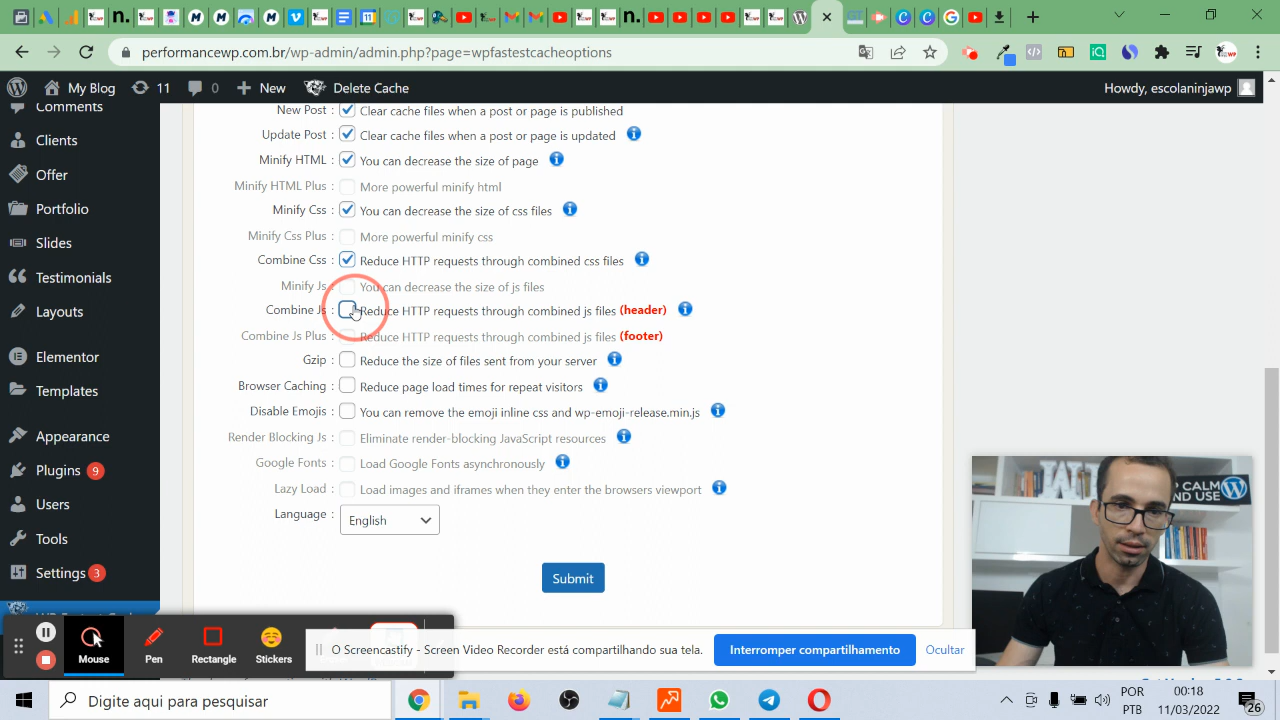 performancewp.com.br/wp-admin/admin.php?page=wpfastestcacheoptions
My Blog 11 0 New Delete Cache Howdy, escolaninjawp
Comments
Clients
Offer
Portfolio
Slides
Testimonials
Layouts
Elementor
Templates
Appearance
Plugins 9
Users
Tools
Settings 3
New Post : Clear cache files when a post or page is published
Update Post : Clear cache files when a post or page is updated
Minify HTML : You can decrease the size of page
Minify HTML Plus : More powerful minify html
Minify Css : You can decrease the size of css files
Minify Css Plus : More powerful minify css
Combine Css : Reduce HTTP requests through combined css files
Minify Js : You can decrease the size of js files
Combine Js : Reduce HTTP requests through combined js files (header)
Combine Js Plus : Reduce HTTP requests through combined js files (footer)
Gzip : Reduce the size of files sent from your server
Browser Caching : Reduce page load times for repeat visitors
Disable Emojis : You can remove the emoji inline css and wp-emoji-release.min.js
Render Blocking Js : Eliminate render-blocking JavaScript resources
Google Fonts : Load Google Fonts asynchronously
Lazy Load : Load images and iframes when they enter the browsers viewport
Language : English
Submit
CALM
AND USE
Mouse Pen Rectangle Stickers
O Screencastify - Screen Video Recorder está compartilhando sua tela. Interromper compartilhamento Ocultar
Digite aqui para pesquisar
POR
PTB
00:18
11/03/2022
26